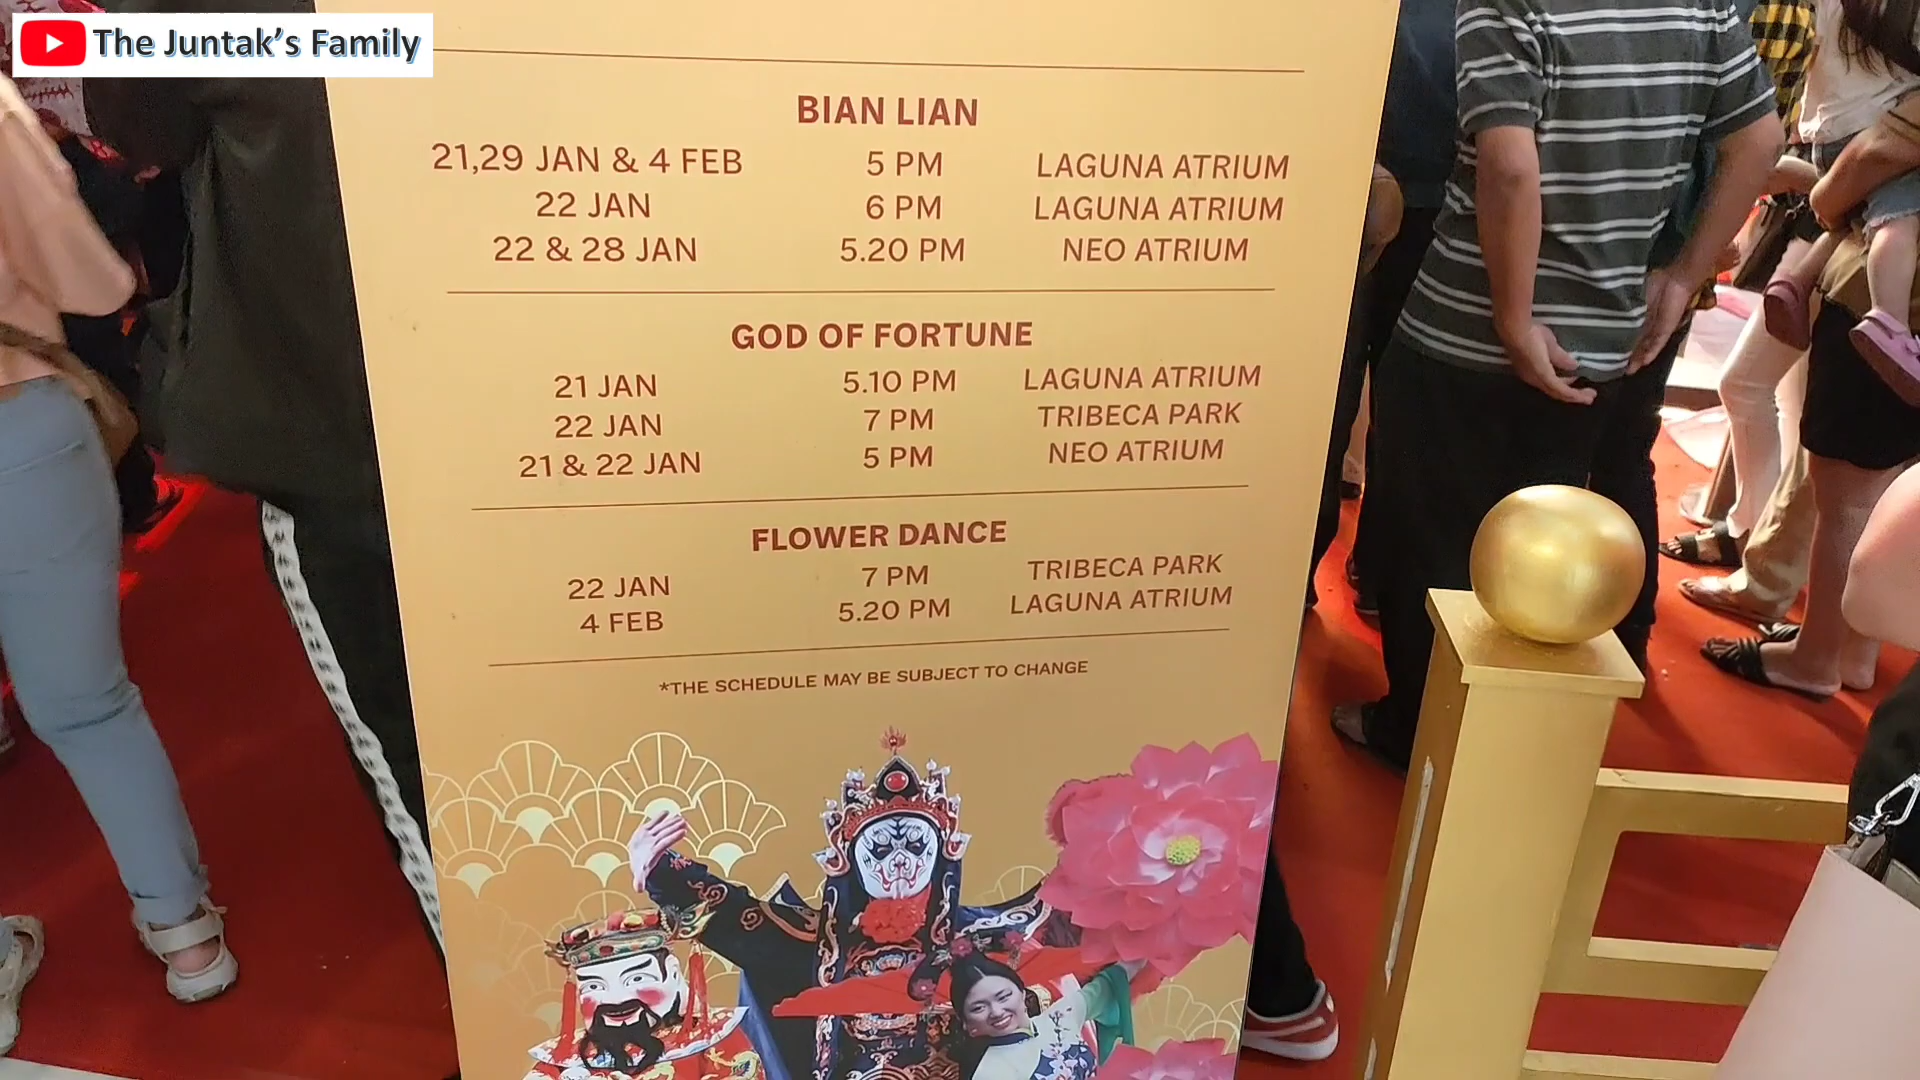 The Juntak's Family
BIAN LIAN
21,29 JAN & 4 FEB 5 PM LAGUNA ATRIUM
22 JAN 6 PM LAGUNA ATRIUM
22 & 28 JAN 5.20 PM NEO ATRIUM
GOD OF FORTUNE
21 JAN 5.10 PM LAGUNA ATRIUM
22 JAN 7 PM TRIBECA PARK
21 & 22 JAN 5 PM NEO ATRIUM
FLOWER DANCE
22 JAN 7 PM TRIBECA PARK
4 FEB 5.20 PM LAGUNA ATRIUM
*THE SCHEDULE MAY BE SUBJECT TO CHANGE